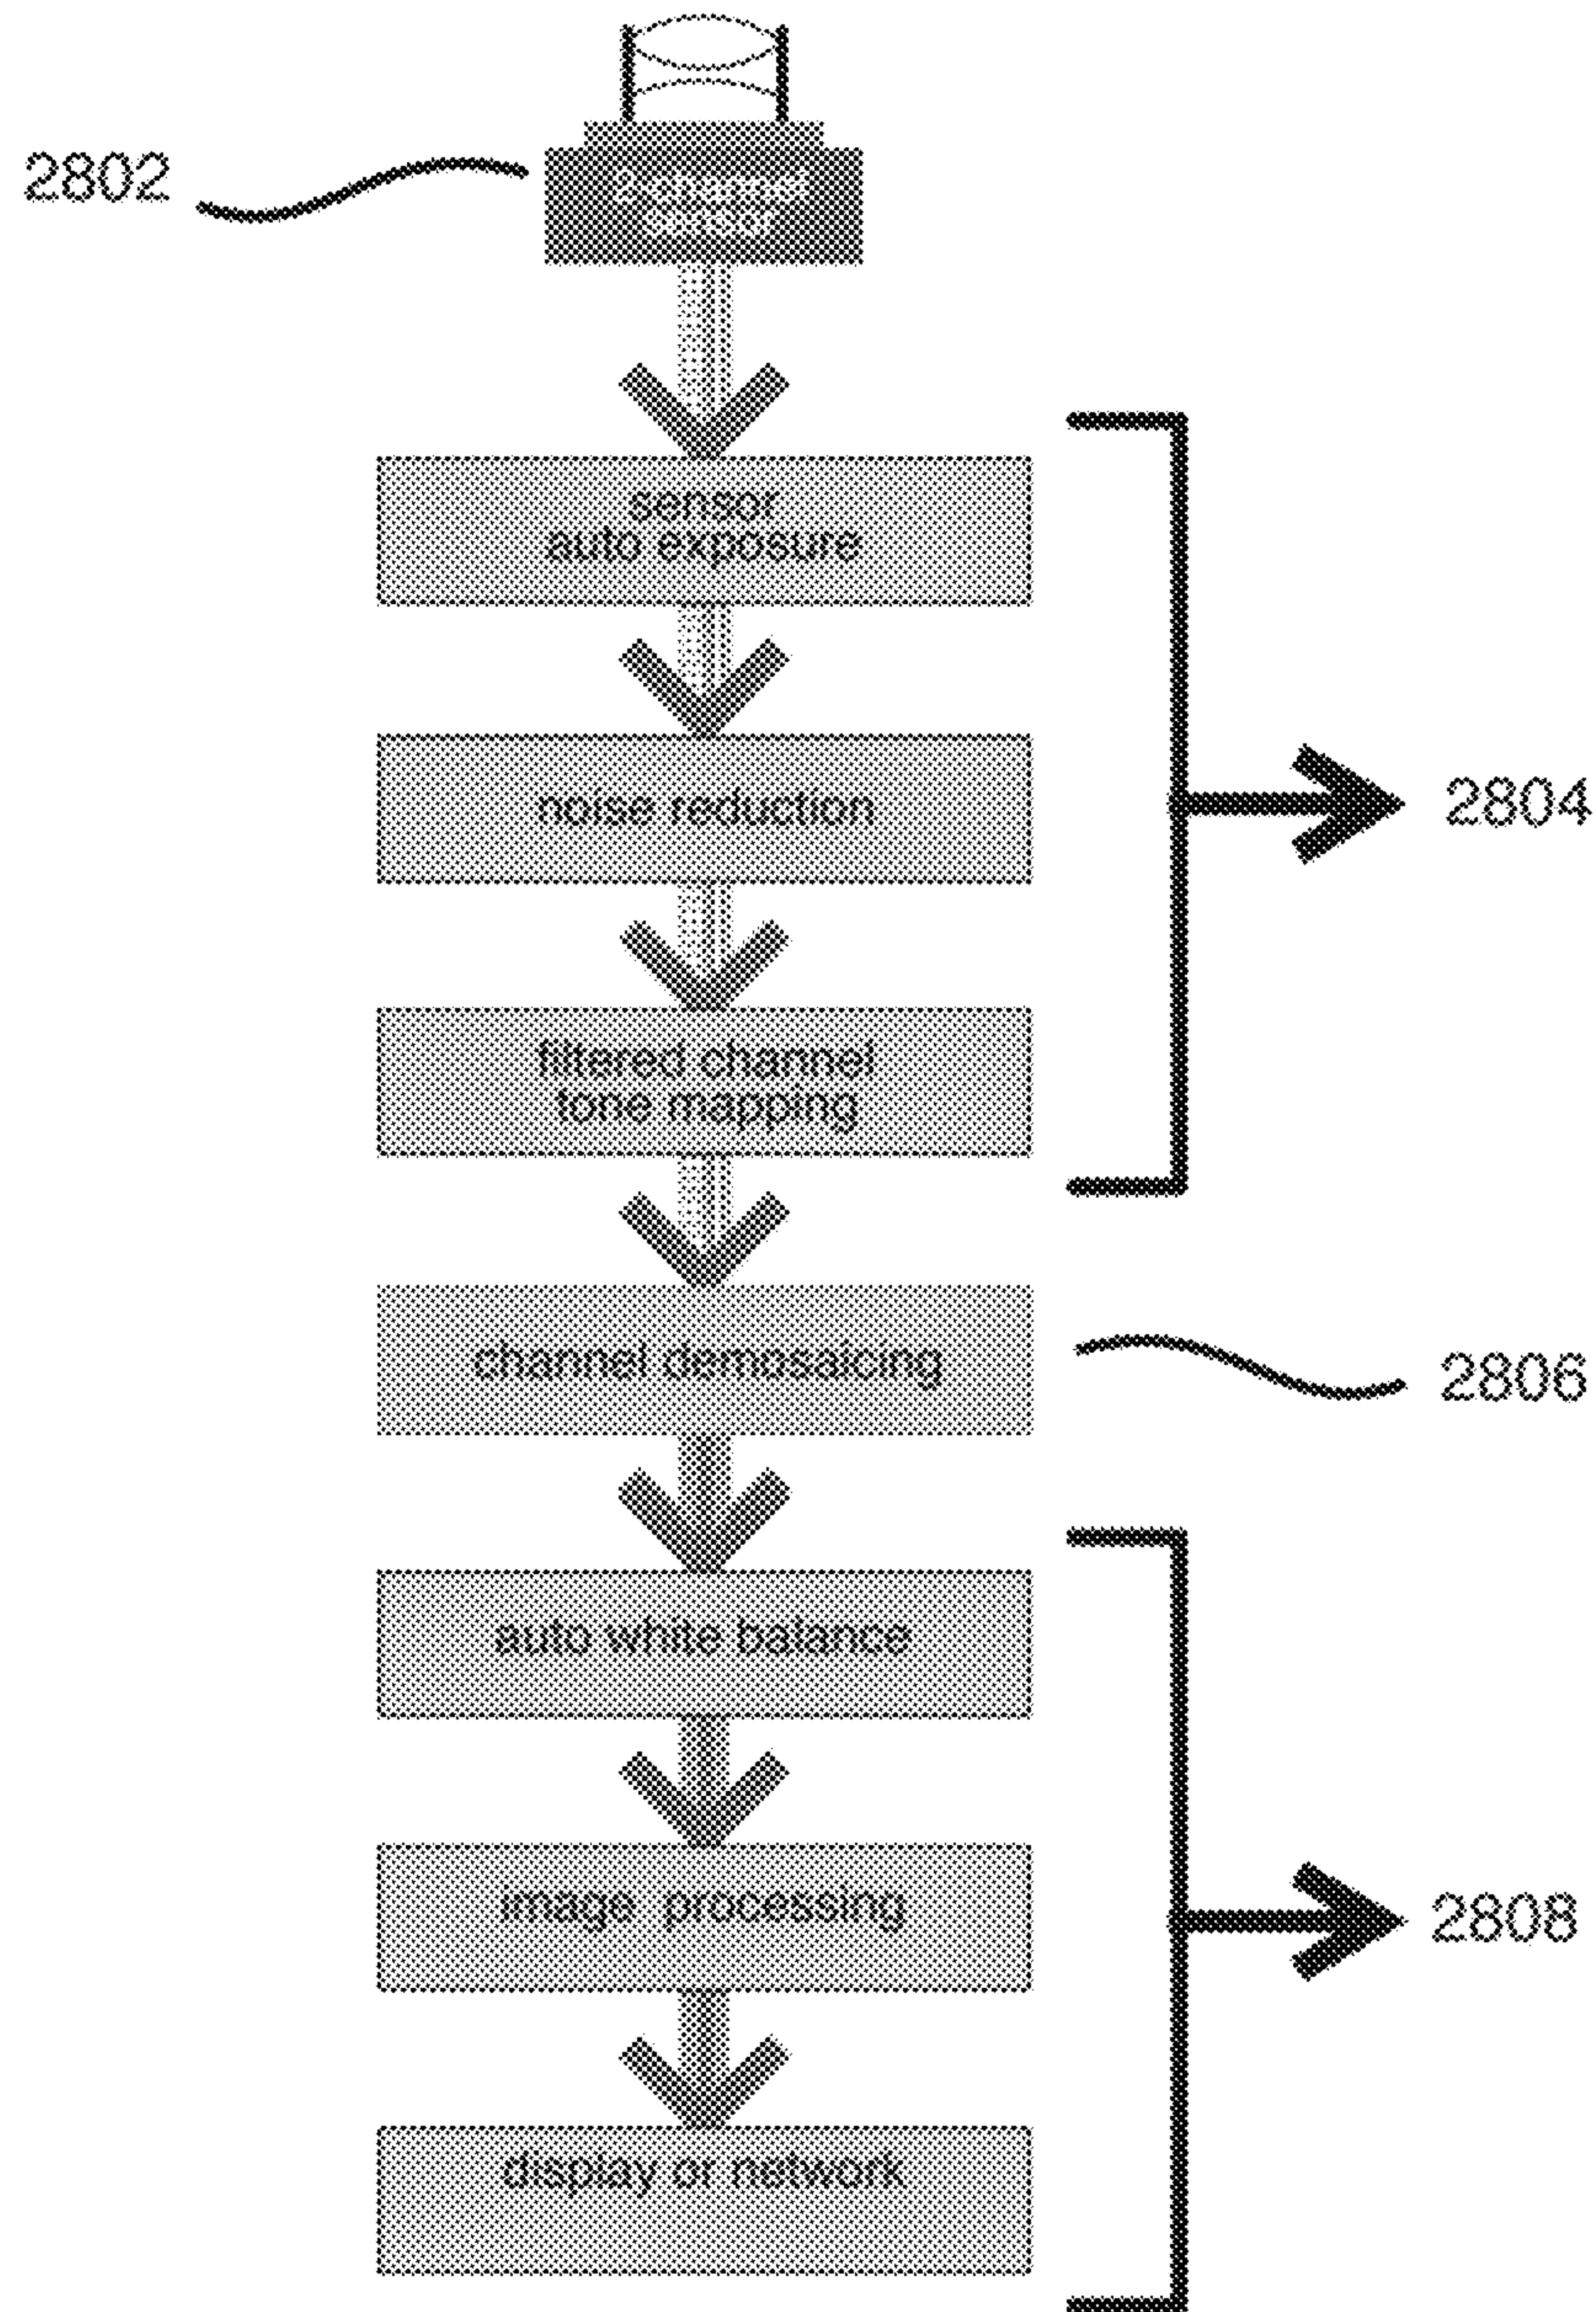 2802
sensor
auto exposure
noise reduction
2804
filtered channel
tone mapping
channel demosaicing
2806
auto white balance
image processing
2808
display or network